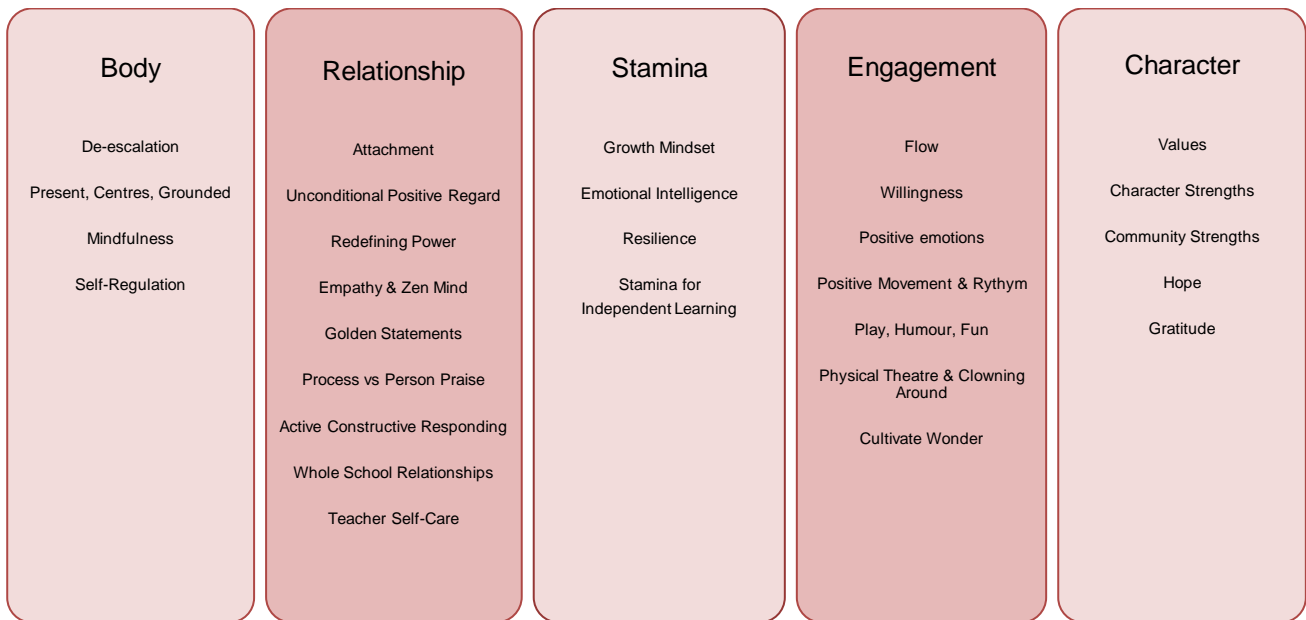 Body
De-escalation
Present, Centres, Grounded
Mindfulness
Self-Regulation
Relationship
Attachment
Unconditional Positive Regard
Redefining Power
Empathy & Zen Mind
Golden Statements
Process vs Person Praise
Active Constructive Responding
Whole School Relationships
Teacher Self-Care
Stamina
Growth Mindset
Emotional Intelligence
Resilience
Stamina for
Independent Learning
Engagement
Flow
Willingness
Positive emotions
Positive Movement & Rythym
Play, Humour, Fun
Physical Theatre & Clowning
Around
Cultivate Wonder
Character
Values
Character Strengths
Community Strengths
Hope
Gratitude